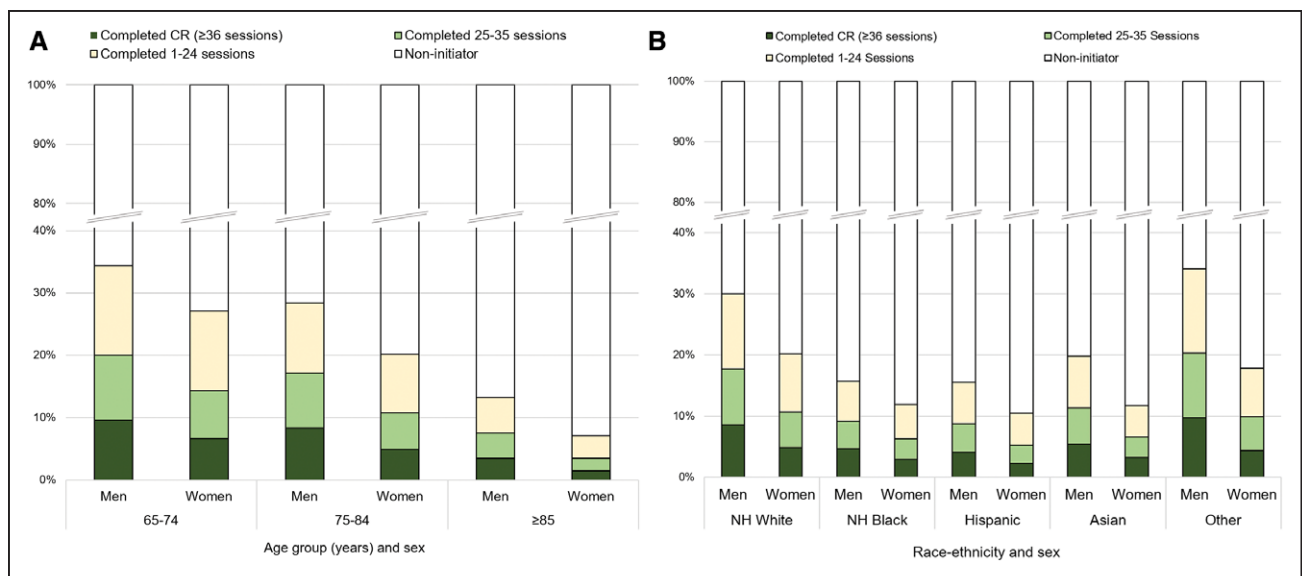 A
Completed CR (≥36 sessions)
Completed 25-35 sessions
Completed 1-24 sessions
Non-initiator
100%
90%
80%
40%
30%
20%
10%
0%
Men Women Men Women Men Women
65-74 75-84 ≥85
Age group (years) and sex
B
Completed CR (≥36 sessions)
Completed 25-35 Sessions
Completed 1-24 Sessions
Non-initiator
100%
90%
80%
40%
30%
20%
10%
0%
Men Women Men Women Men Women Men Women Men Women
NH White NH Black Hispanic Asian Other
Race-ethnicity and sex